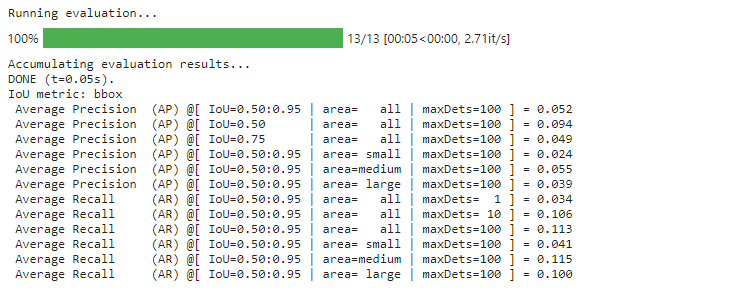 Running evaluation...
100% 13/13 [00:05<00:00, 2.71it/s]
Accumulating evaluation results...
DONE (t=0.05s).
IoU metric: bbox
 Average Precision  (AP) @[ IoU=0.50:0.95 | area=   all | maxDets=100 ] = 0.052
 Average Precision  (AP) @[ IoU=0.50      | area=   all | maxDets=100 ] = 0.094
 Average Precision  (AP) @[ IoU=0.75      | area=   all | maxDets=100 ] = 0.049
 Average Precision  (AP) @[ IoU=0.50:0.95 | area= small | maxDets=100 ] = 0.024
 Average Precision  (AP) @[ IoU=0.50:0.95 | area=medium | maxDets=100 ] = 0.055
 Average Precision  (AP) @[ IoU=0.50:0.95 | area= large | maxDets=100 ] = 0.039
 Average Recall     (AR) @[ IoU=0.50:0.95 | area=   all | maxDets=  1 ] = 0.034
 Average Recall     (AR) @[ IoU=0.50:0.95 | area=   all | maxDets= 10 ] = 0.106
 Average Recall     (AR) @[ IoU=0.50:0.95 | area=   all | maxDets=100 ] = 0.113
 Average Recall     (AR) @[ IoU=0.50:0.95 | area= small | maxDets=100 ] = 0.041
 Average Recall     (AR) @[ IoU=0.50:0.95 | area=medium | maxDets=100 ] = 0.115
 Average Recall     (AR) @[ IoU=0.50:0.95 | area= large | maxDets=100 ] = 0.100